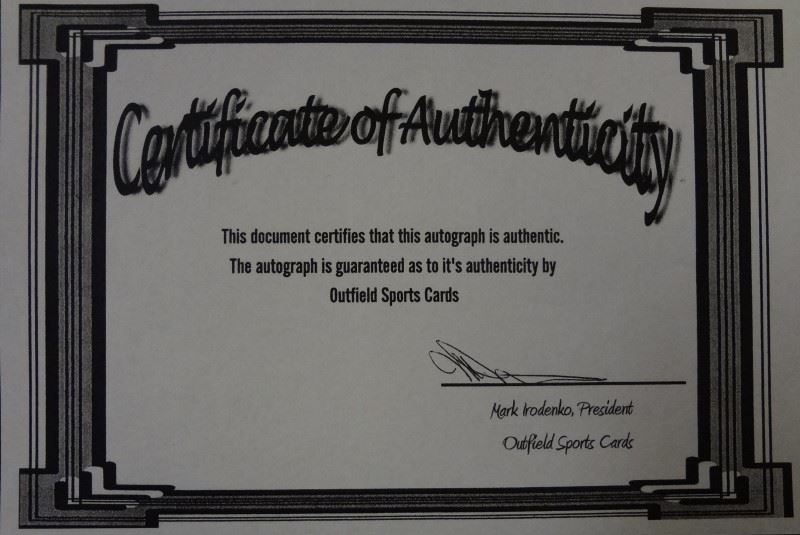 Certificate of Authenticity
This document certifies that this autograph is authentic.
The autograph is guaranteed as to it's authenticity by
Outfield Sports Cards
Mark Irodenko, President
Outfield Sports Cards